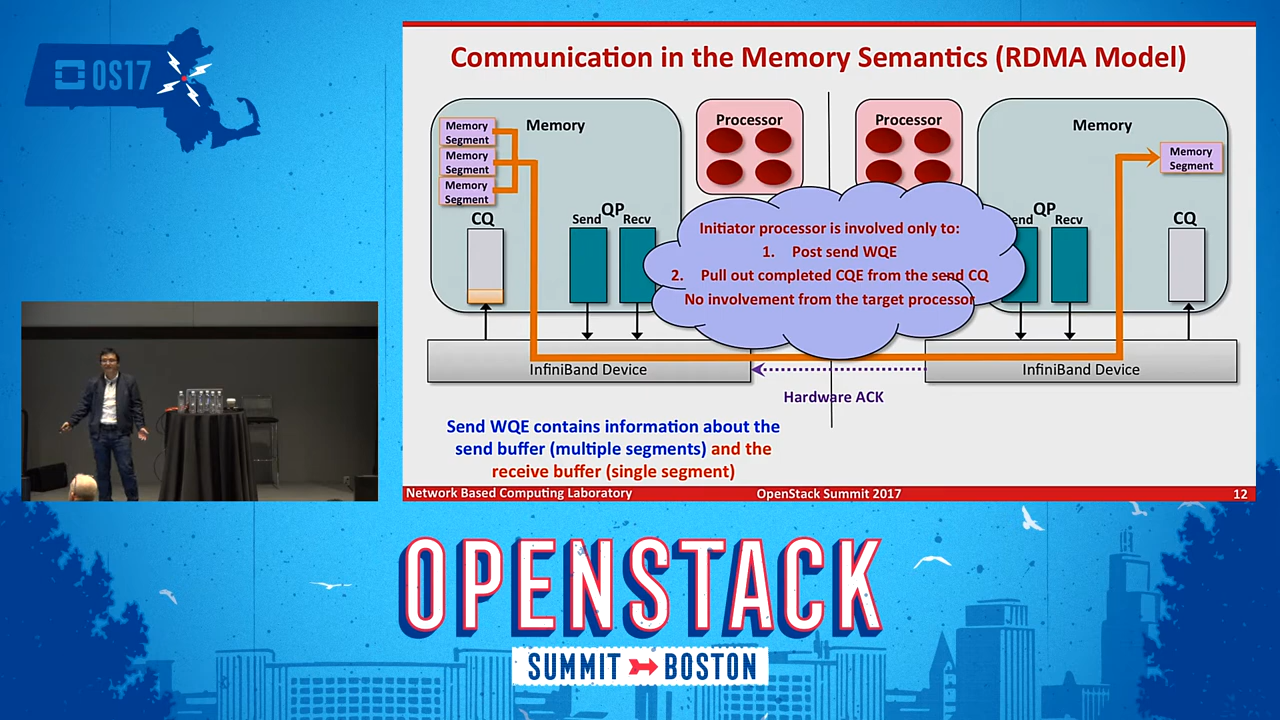 OS17
Communication in the Memory Semantics (RDMA Model)
Memory
Segment
Memory
Segment
Memory
Segment
Memory
CQ
QP
Send
Recv
Processor
Processor
Memory
Memory
Segment
QP
end
Recv
CQ
Initiator processor is involved only to:
1. Post send WQE
2. Pull out completed CQE from the send CQ
No involvement from the target processor
InfiniBand Device
InfiniBand Device
Hardware ACK
Send WQE contains information about the
send buffer (multiple segments) and the
receive buffer (single segment)
Network Based Computing Laboratory
OpenStack Summit 2017
12
OPENSTACK
SUMMIT BOSTON